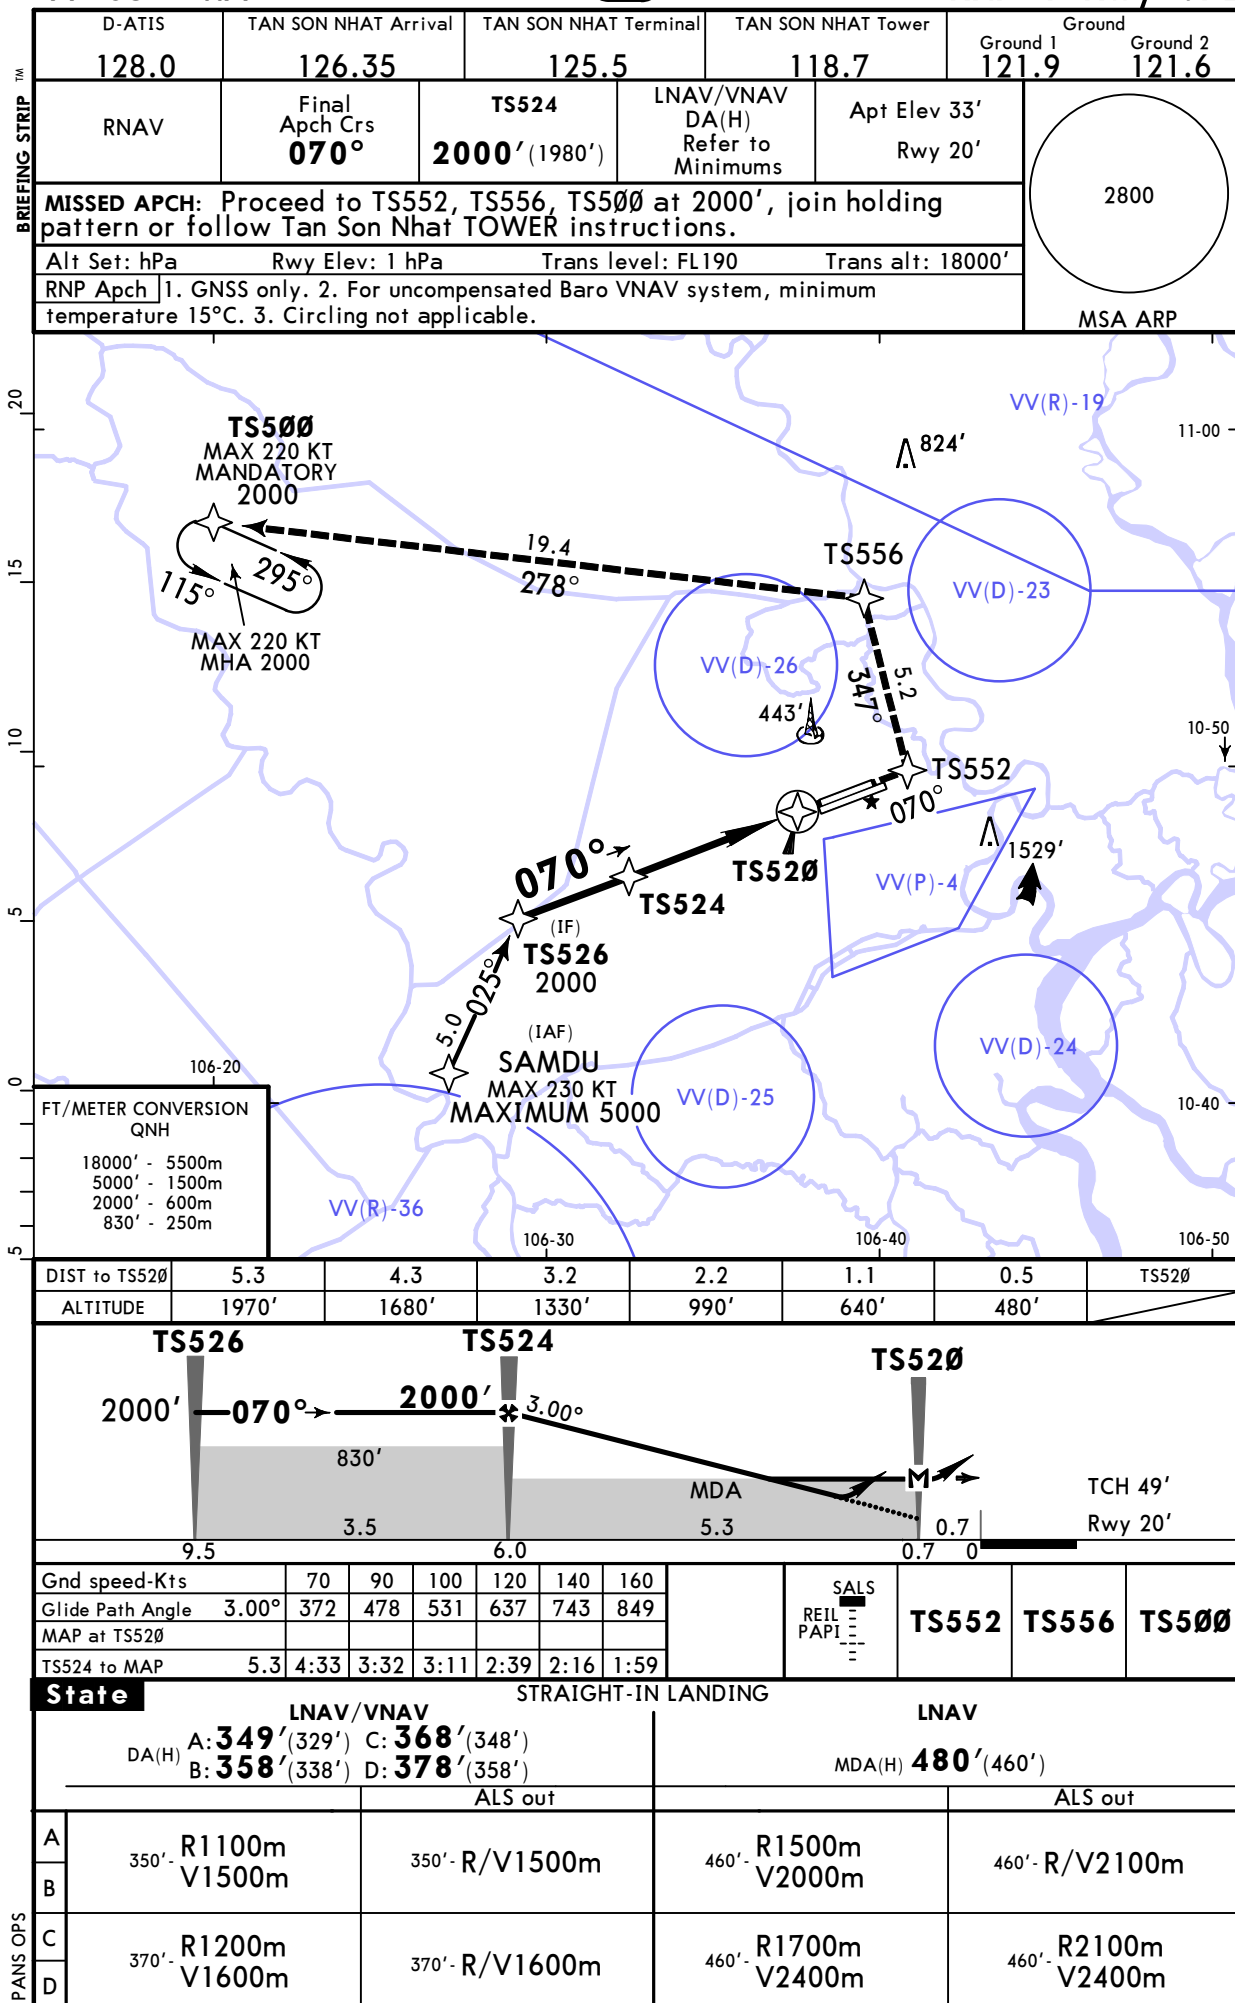 D-ATIS
128.0
TAN SON NHAT Arrival
126.35
TAN SON NHAT Terminal
125.5
TAN SON NHAT Tower
118.7
Ground
Ground 1
121.9
Ground 2
121.6
BRIEFING STRIP TM
RNAV
Final
Apch Crs
070°
TS524
2000'(1980')
LNAV/VNAV
DA(H)
Refer to
Minimums
Apt Elev 33'
Rwy 20'
2800
MSA ARP
MISSED APCH: Proceed to TS552, TS556, TS5ØØ at 2000', join holding
pattern or follow Tan Son Nhat TOWER instructions.
Alt Set: hPa Rwy Elev: 1 hPa Trans level: FL190 Trans alt: 18000'
RNP Apch 1. GNSS only. 2. For uncompensated Baro VNAV system, minimum
temperature 15°C. 3. Circling not applicable.
20
15
10
5
0
5
VV(R)-19
11-00
824'
TS5ØØ
MAX 220 KT
MANDATORY
2000
19.4
278°
TS556
VV(D)-23
295°
115°
MAX 220 KT
MHA 2000
VV(D)-26
5.2
347°
443'
10-50
TS552
070°
070°
TS52Ø
1529'
VV(P)-4
TS524
(IF)
TS526
2000
025°
5.0
(IAF)
SAMDU
MAX 230 KT
MAXIMUM 5000
VV(D)-24
VV(D)-25
106-20
10-40
FT/METER CONVERSION
QNH
18000' - 5500m
5000' - 1500m
2000' - 600m
830' - 250m
VV(R)-36
106-30
106-40
106-50
DIST to TS52Ø 5.3 4.3 3.2 2.2 1.1 0.5 TS52Ø
ALTITUDE 1970' 1680' 1330' 990' 640' 480'
TS526
TS524
TS52Ø
2000' 070° 2000' 3.00°
830'
MDA
M
TCH 49'
Rwy 20'
3.5 5.3 0.7
9.5 6.0 0.7 0
Gnd speed-Kts 70 90 100 120 140 160
Glide Path Angle 3.00° 372 478 531 637 743 849
MAP at TS52Ø
TS524 to MAP 5.3 4:33 3:32 3:11 2:39 2:16 1:59
SALS
REIL
PAPI
TS552
TS556
TS5ØØ
State
STRAIGHT-IN LANDING
LNAV/VNAV
DA(H) A: 349'(329') C: 368'(348')
B: 358'(338') D: 378'(358')
LNAV
MDA(H) 480'(460')
ALS out
ALS out
A
B
350'- R1100m
V1500m
350'- R/V1500m
460'- R1500m
V2000m
460'- R/V2100m
C
D
370'- R1200m
V1600m
370'- R/V1600m
460'- R1700m
V2400m
460'- R2100m
V2400m
PANS OPS